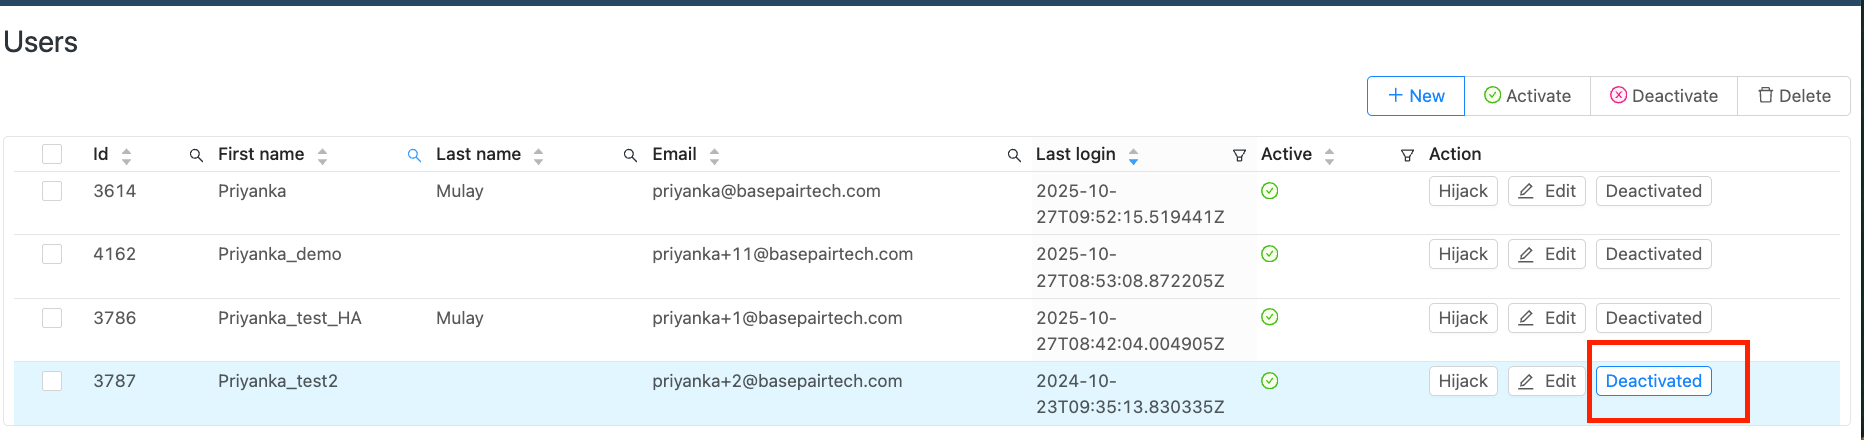 Users
+ New Activate Deactivate Delete
Id First name Last name Email Last login Active Action
3614 Priyanka Mulay priyanka@basepairtech.com 2025-10- Hijack Edit Deactivated
27T09:52:15.519441Z
4162 Priyanka_demo priyanka+11@basepairtech.com 2025-10- Hijack Edit Deactivated
27T08:53:08.872205Z
3786 Priyanka_test_HA Mulay priyanka+1@basepairtech.com 2025-10- Hijack Edit Deactivated
27T08:42:04.004905Z
3787 Priyanka_test2 priyanka+2@basepairtech.com 2024-10- Hijack Edit Deactivated
23T09:35:13.830335Z